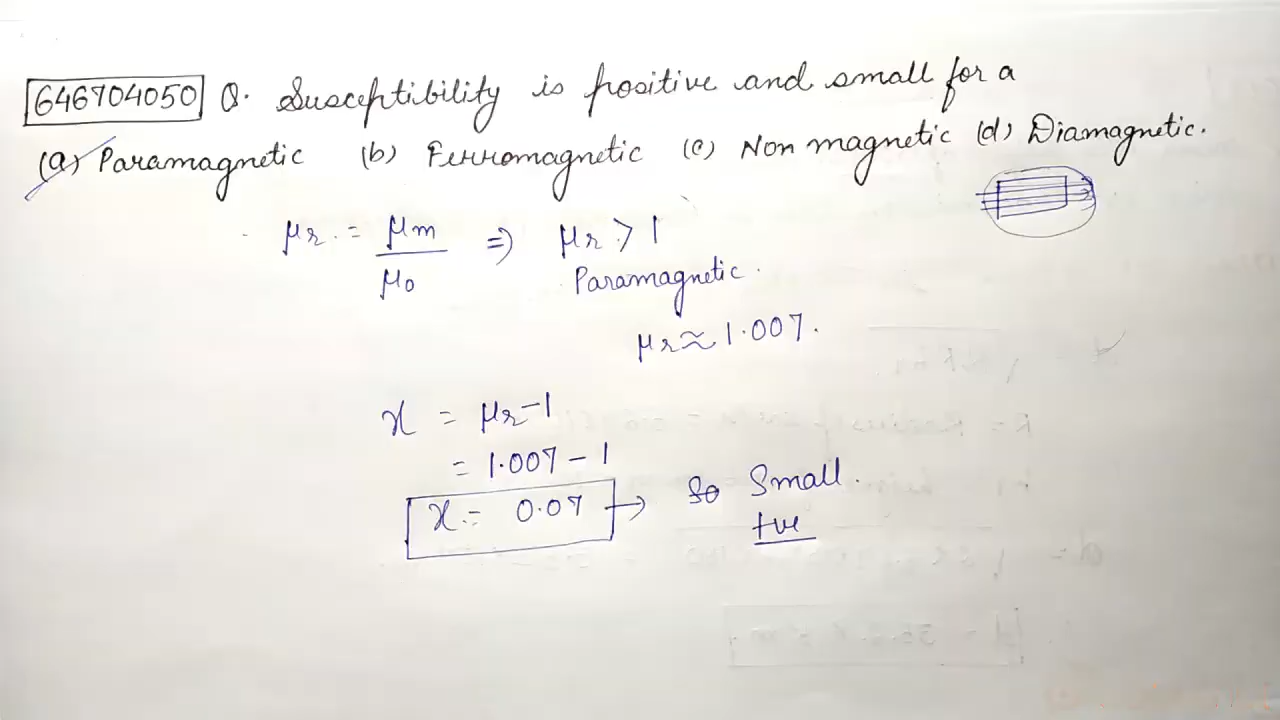 646704050 Q. Susceptibility is positive and small for a
(a) Paramagnetic (b) Ferromagnetic (c) Non magnetic (d) Diamagnetic.
μr = μm/μ0 ⇒ μr > 1
Paramagnetic.
μr ≈ 1.007.
x = μr - 1
= 1.007 - 1
x = 0.07 → so Small.
+ve